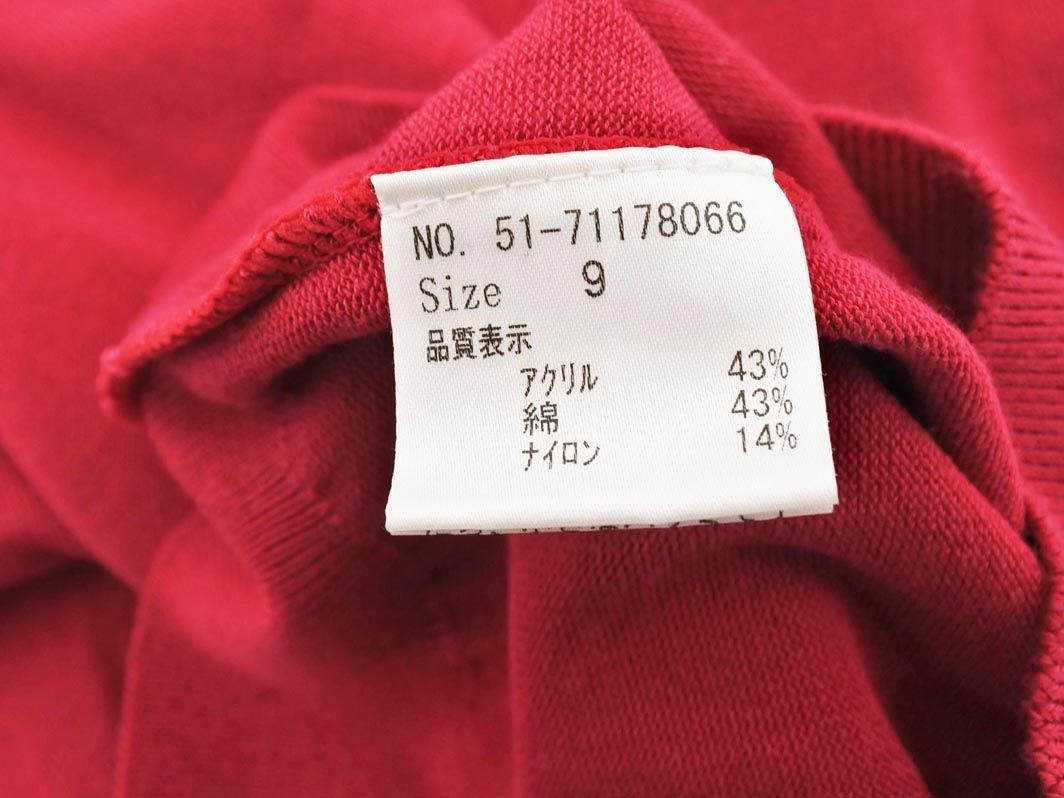 NO. 51-71178066
Size 9
品質表示
アクリル 43%
綿 43%
ナイロン 14%